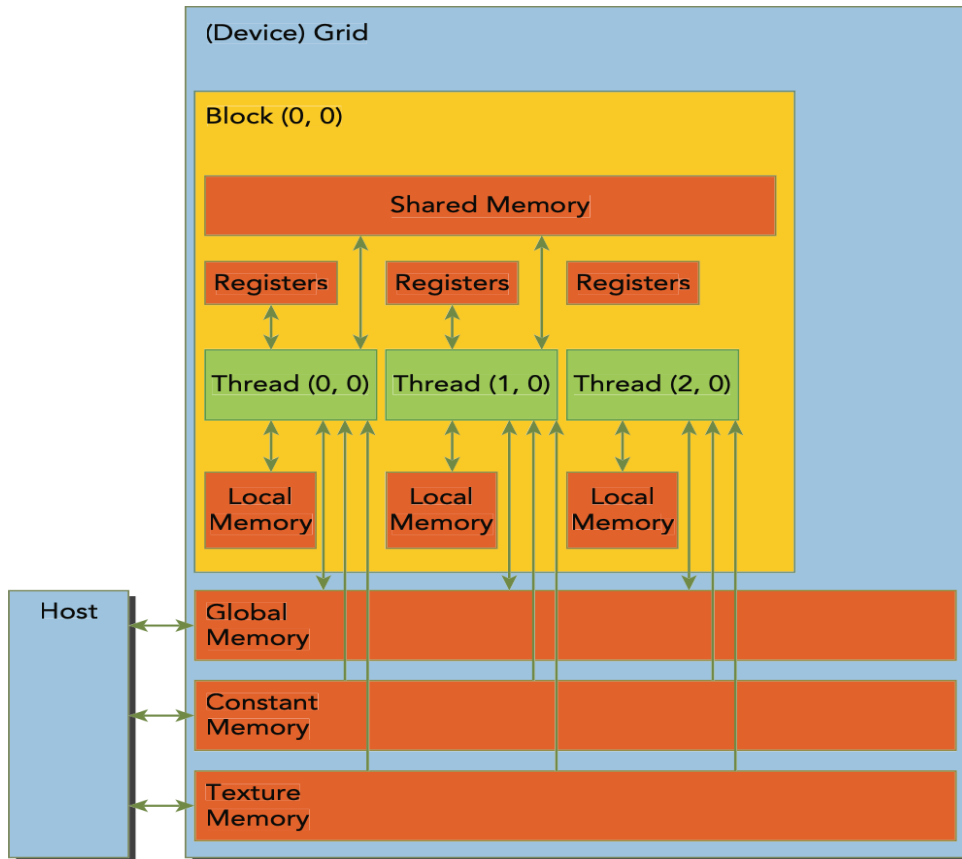 (Device) Grid
Block (0, 0)
Shared Memory
Registers
Registers
Registers
Thread (0, 0)
Thread (1, 0)
Thread (2, 0)
Local
Memory
Local
Memory
Local
Memory
Host
Global
Memory
Constant
Memory
Texture
Memory